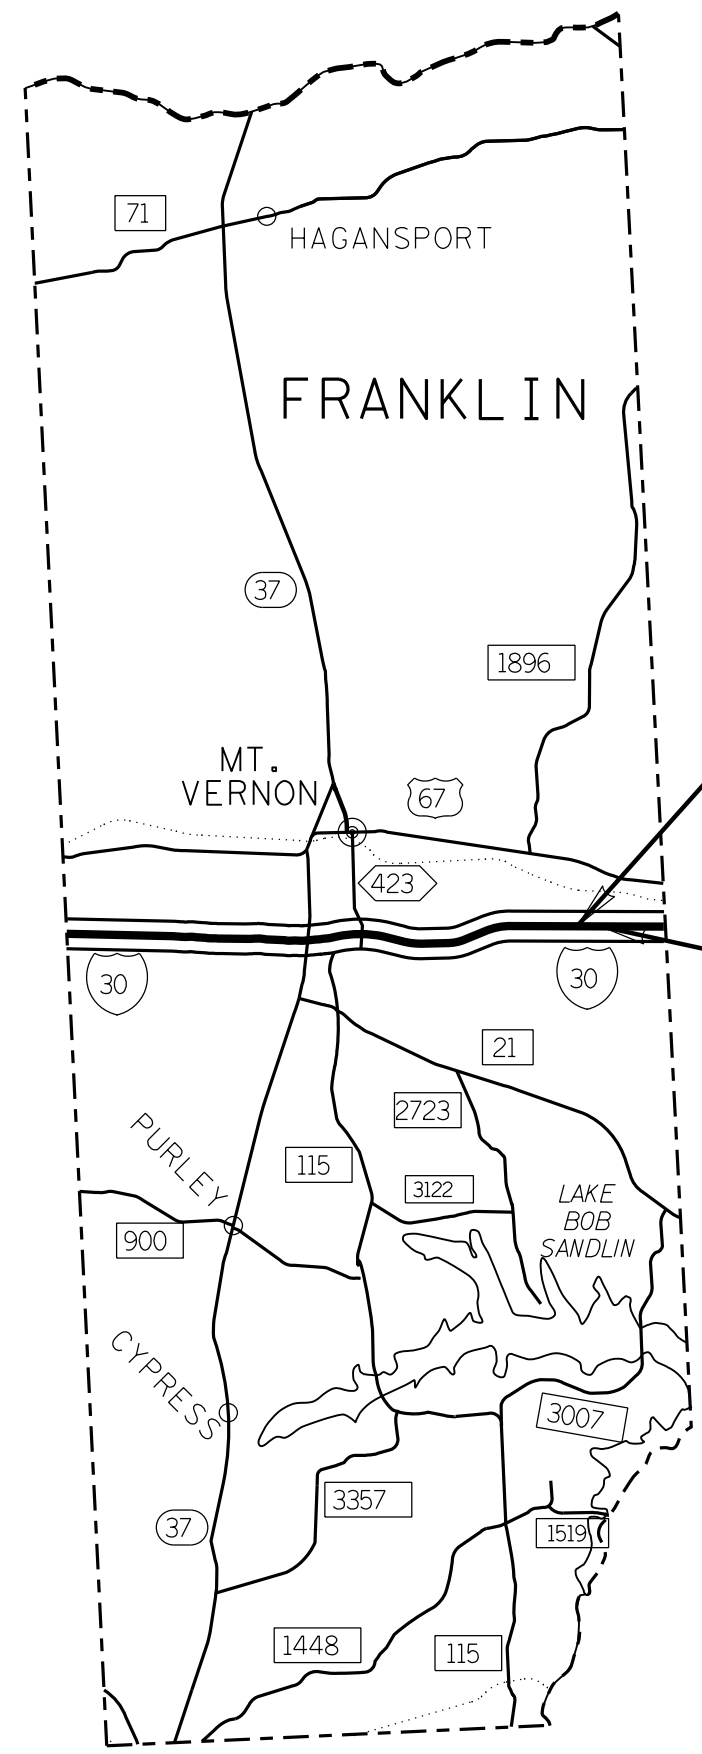 71
HAGANSPORT
FRANKLIN
37
1896
MT.
VERNON
67
423
30
30
21
2723
PURLEY
115
3122
LAKE
BOB
SANDLIN
900
CYPRESS
3007
3357
37
1519
1448
115